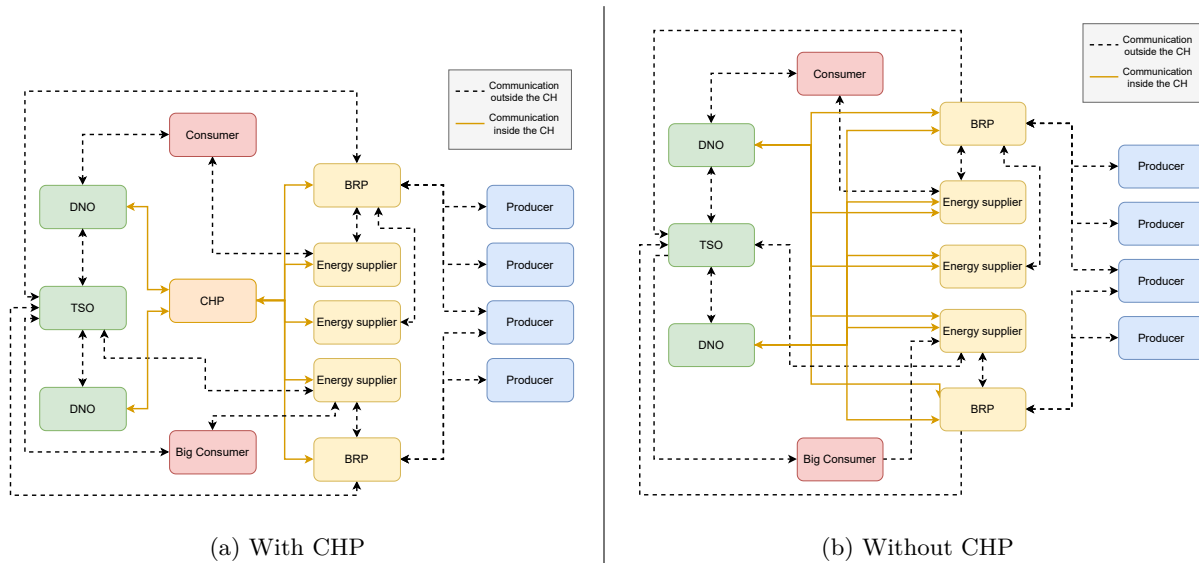 Communication
outside the CH
Communication
inside the CH
Consumer
DNO
BRP
Producer
Energy supplier
Producer
TSO
CHP
Energy supplier
Producer
Energy supplier
Producer
DNO
Big Consumer
BRP
(a) With CHP
Communication
outside the CH
Communication
inside the CH
Consumer
BRP
DNO
Producer
Energy supplier
Producer
TSO
Energy supplier
Producer
Energy supplier
DNO
Producer
BRP
Big Consumer
(b) Without CHP